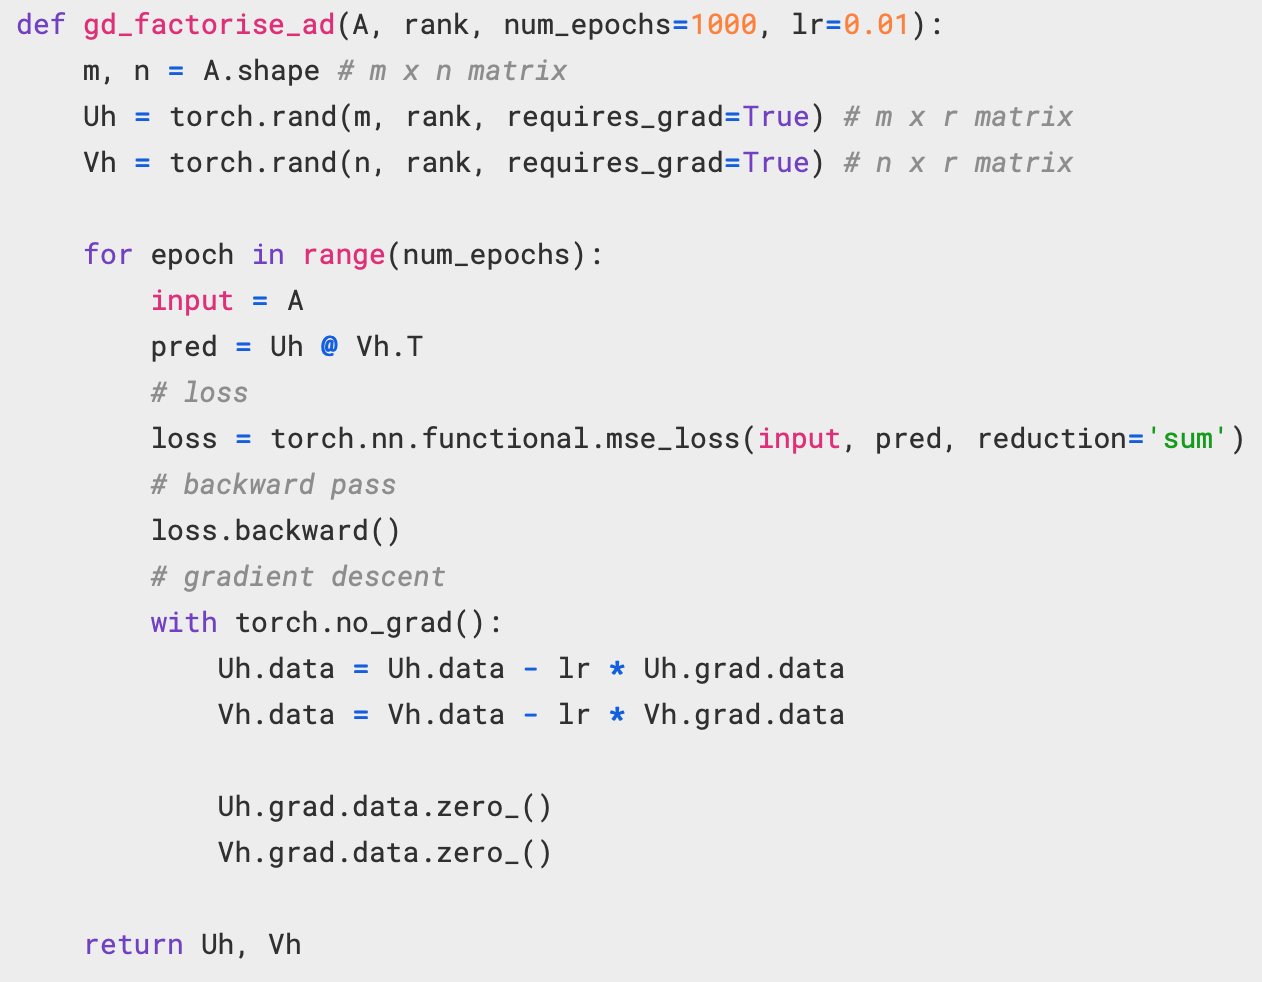 def gd_factorise_ad(A, rank, num_epochs=1000, lr=0.01):
    m, n = A.shape # m x n matrix
    Uh = torch.rand(m, rank, requires_grad=True) # m x r matrix
    Vh = torch.rand(n, rank, requires_grad=True) # n x r matrix

    for epoch in range(num_epochs):
        input = A
        pred = Uh @ Vh.T
        # loss
        loss = torch.nn.functional.mse_loss(input, pred, reduction='sum')
        # backward pass
        loss.backward()
        # gradient descent
        with torch.no_grad():
            Uh.data = Uh.data - lr * Uh.grad.data
            Vh.data = Vh.data - lr * Vh.grad.data

            Uh.grad.data.zero_()
            Vh.grad.data.zero_()

    return Uh, Vh